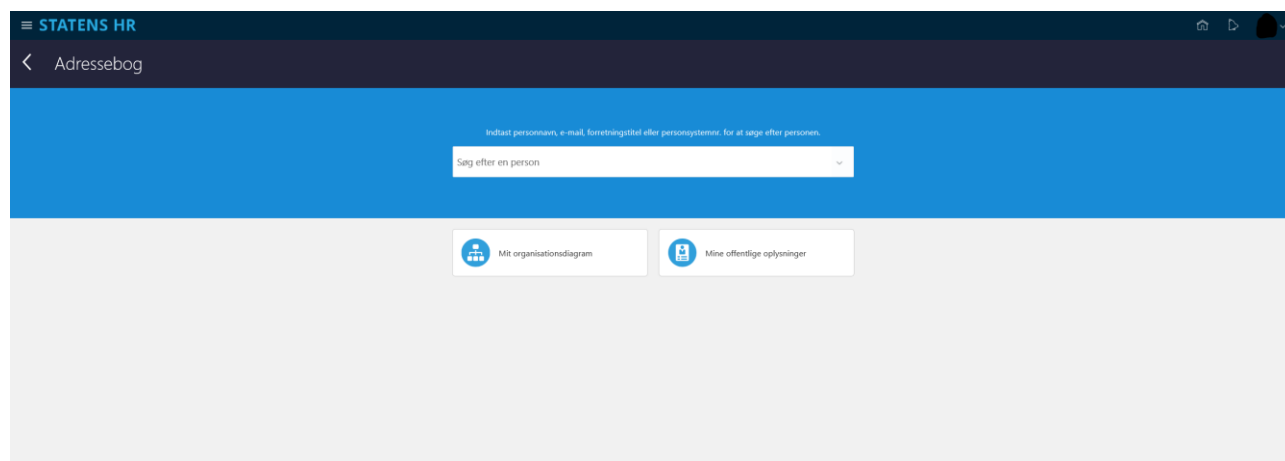 STATENS HR
Adressebog
Indtast personnavn, e-mail, forretningstitel eller personsystemnr. for at søge efter personen.
Søg efter en person
Mit organisationsdiagram
Mine offentlige oplysninger